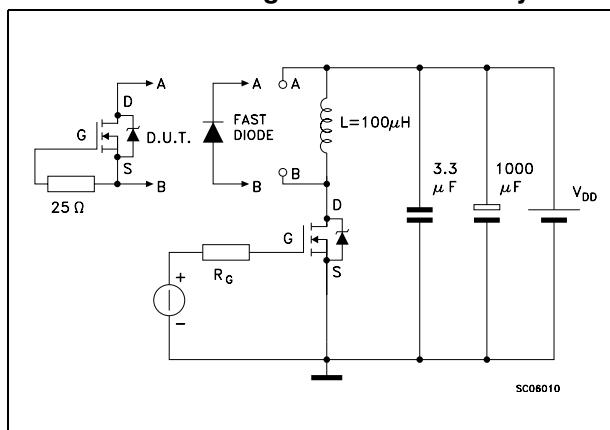 A
A
A
D
G
D.U.T.
FAST
DIODE
L=100μH
S
B
B
B
25 Ω
3.3
μF
1000
μF
VDD
D
G
S
RG
+
−
SC06010